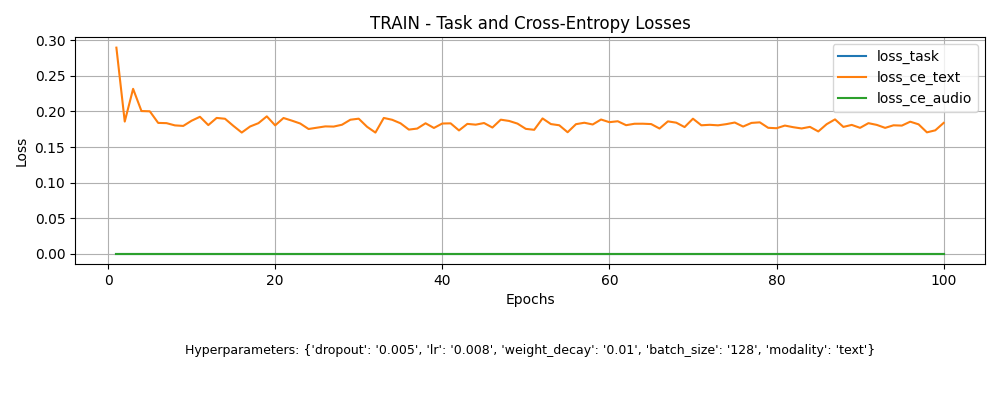 TRAIN - Task and Cross-Entropy Losses
0.30
0.25
0.20
0.15
0.10
0.05
0.00
Loss
loss_task
loss_ce_text
loss_ce_audio
0 20 40 60 80 100
Epochs
Hyperparameters: {'dropout': '0.005', 'lr': '0.008', 'weight_decay': '0.01', 'batch_size': '128', 'modality': 'text'}